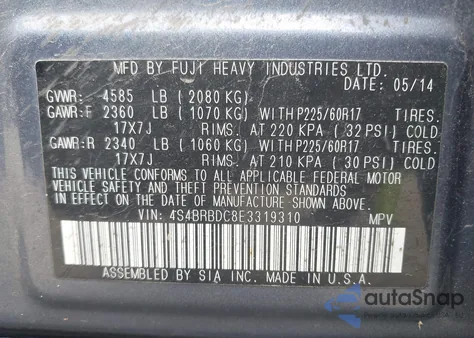 MFD BY FUJI HEAVY INDUSTRIES LTD.
DATE: 05/14
GVWR: 4585 LB (2080 KG)
GAWR:F 2360 LB (1070 KG) WITH P225/60R17 TIRES.
17X7J RIMS. AT 220 KPA (32 PSI) COLD
GAWR:R 2340 LB (1060 KG) WITH P225/60R17 TIRES.
17X7J RIMS. AT 210 KPA (30 PSI) COLD
THIS VEHICLE CONFORMS TO ALL APPLICABLE FEDERAL MOTOR
VEHICLE SAFETY AND THEFT PREVENTION STANDARDS
IN EFFECT ON THE DATE OF MANUFACTURE SHOWN ABOVE.
VIN: 4S4BRBDC8E3319310 MPV
ASSEMBLED BY SIA INC. MADE IN U.S.A.
autoSnap